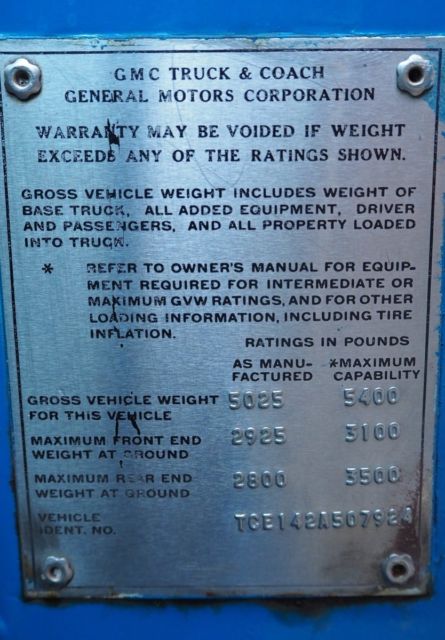 GMC TRUCK & COACH
GENERAL MOTORS CORPORATION
WARRANTY MAY BE VOIDED IF WEIGHT
EXCEEDS ANY OF THE RATINGS SHOWN.
GROSS VEHICLE WEIGHT INCLUDES WEIGHT OF
BASE TRUCK, ALL ADDED EQUIPMENT, DRIVER
AND PASSENGERS, AND ALL PROPERTY LOADED
INTO TRUCK.
* REFER TO OWNER'S MANUAL FOR EQUIP-
MENT REQUIRED FOR INTERMEDIATE OR
MAXIMUM GVW RATINGS, AND FOR OTHER
LOADING INFORMATION, INCLUDING TIRE
INFLATION.
RATINGS IN POUNDS
AS MANU- *MAXIMUM
FACTURED CAPABILITY
GROSS VEHICLE WEIGHT 5025 5400
FOR THIS VEHICLE
MAXIMUM FRONT END 2925 3100
WEIGHT AT GROUND
MAXIMUM REAR END 2800 3500
WEIGHT AT GROUND
VEHICLE TCE142A507924
IDENT. NO.